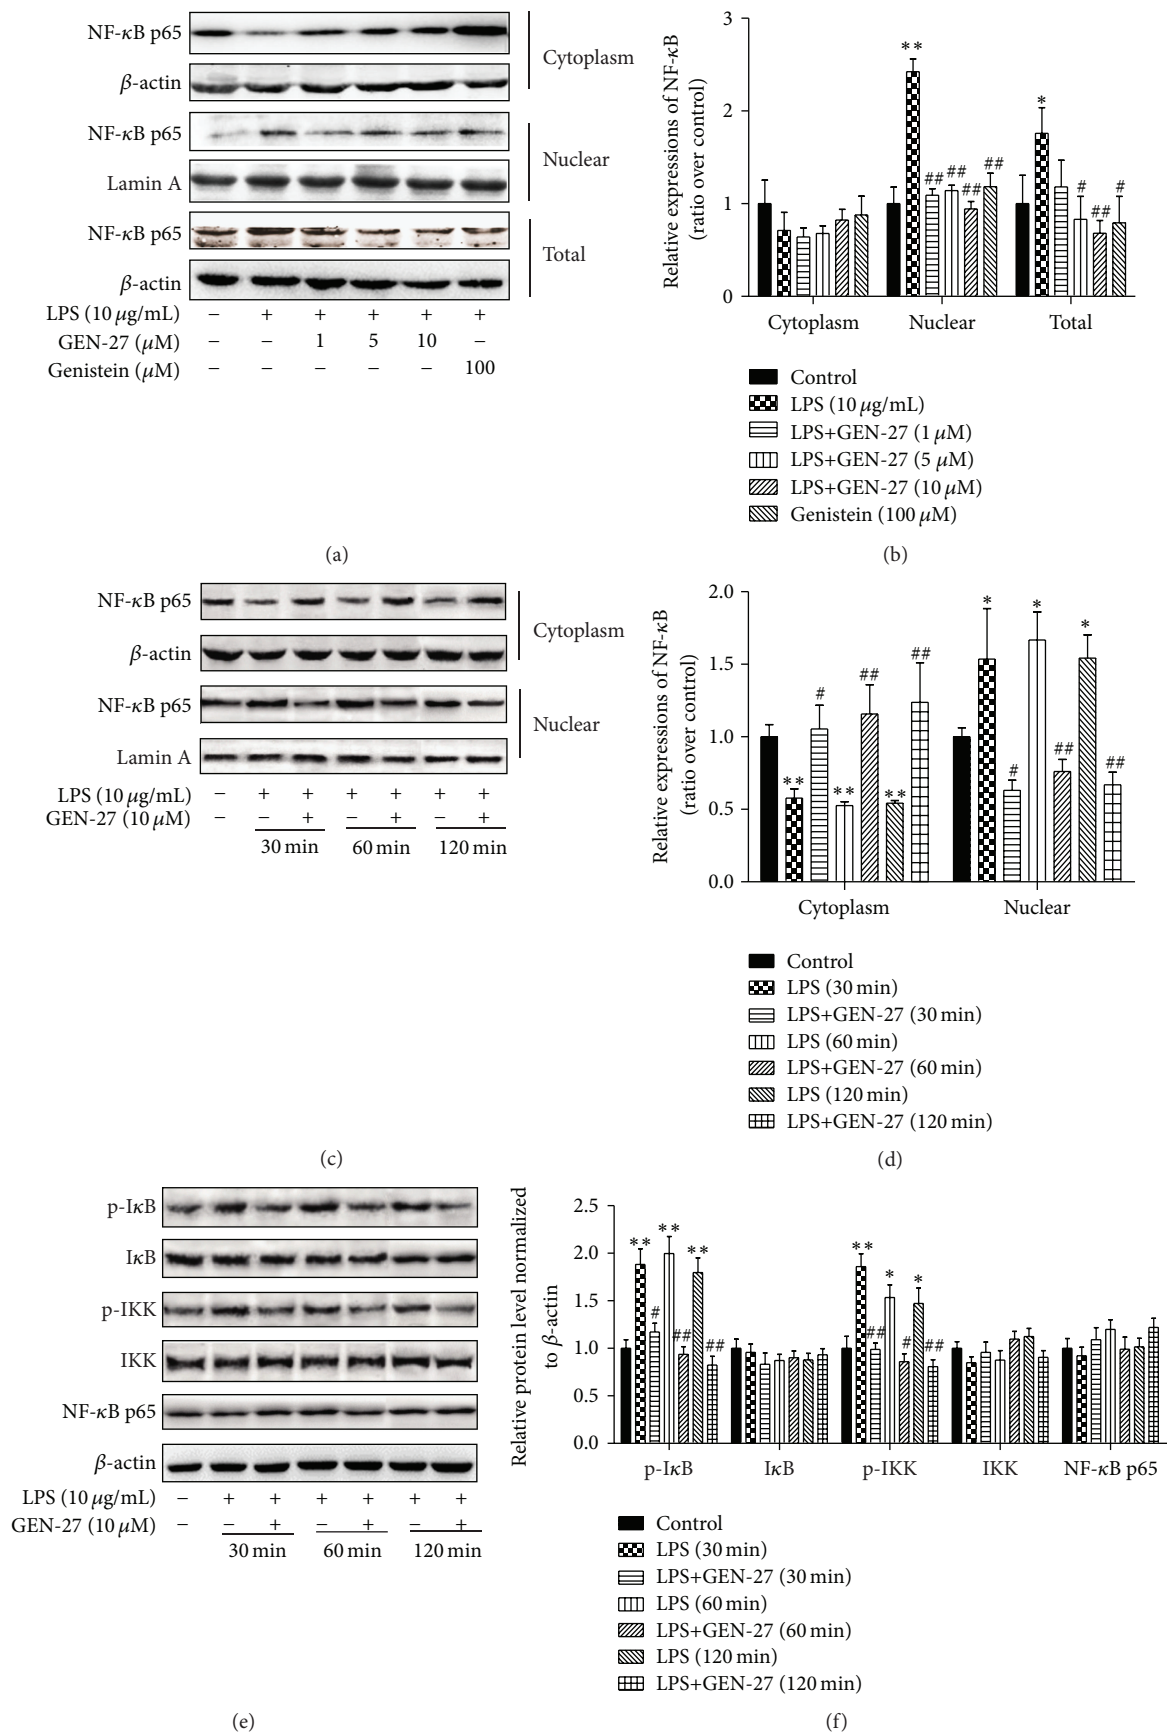 NF-κB p65
β-actin
Cytoplasm
NF-κB p65
Lamin A
Nuclear
NF-κB p65
β-actin
Total
LPS (10 μg/mL) − + + + + +
GEN-27 (μM) − − 1 5 10 −
Genistein (μM) − − − − − 100
(a)
Relative expressions of NF-κB
(ratio over control)
3
2
1
0
** ## ## ## ##
* # ## #
Cytoplasm Nuclear Total
Control
LPS (10 μg/mL)
LPS+GEN-27 (1 μM)
LPS+GEN-27 (5 μM)
LPS+GEN-27 (10 μM)
Genistein (100 μM)
(b)
NF-κB p65
β-actin
Cytoplasm
NF-κB p65
Lamin A
Nuclear
LPS (10 μg/mL) − + + + + + +
GEN-27 (10 μM) − − + − + − +
30 min 60 min 120 min
(c)
Relative expressions of NF-κB
(ratio over control)
2.0
1.5
1.0
0.5
0.0
** # ** ## ** ##
* # * ## * ##
Cytoplasm Nuclear
Control
LPS (30 min)
LPS+GEN-27 (30 min)
LPS (60 min)
LPS+GEN-27 (60 min)
LPS (120 min)
LPS+GEN-27 (120 min)
(d)
p-IκB
IκB
p-IKK
IKK
NF-κB p65
β-actin
LPS (10 μg/mL) − + + + + + +
GEN-27 (10 μM) − − + − + − +
30 min 60 min 120 min
(e)
Relative protein level normalized
to β-actin
2.5
2.0
1.5
1.0
0.5
0.0
** # ** ## ** ##
** ## * # * ##
p-IκB IκB p-IKK IKK NF-κB p65
Control
LPS (30 min)
LPS+GEN-27 (30 min)
LPS (60 min)
LPS+GEN-27 (60 min)
LPS (120 min)
LPS+GEN-27 (120 min)
(f)